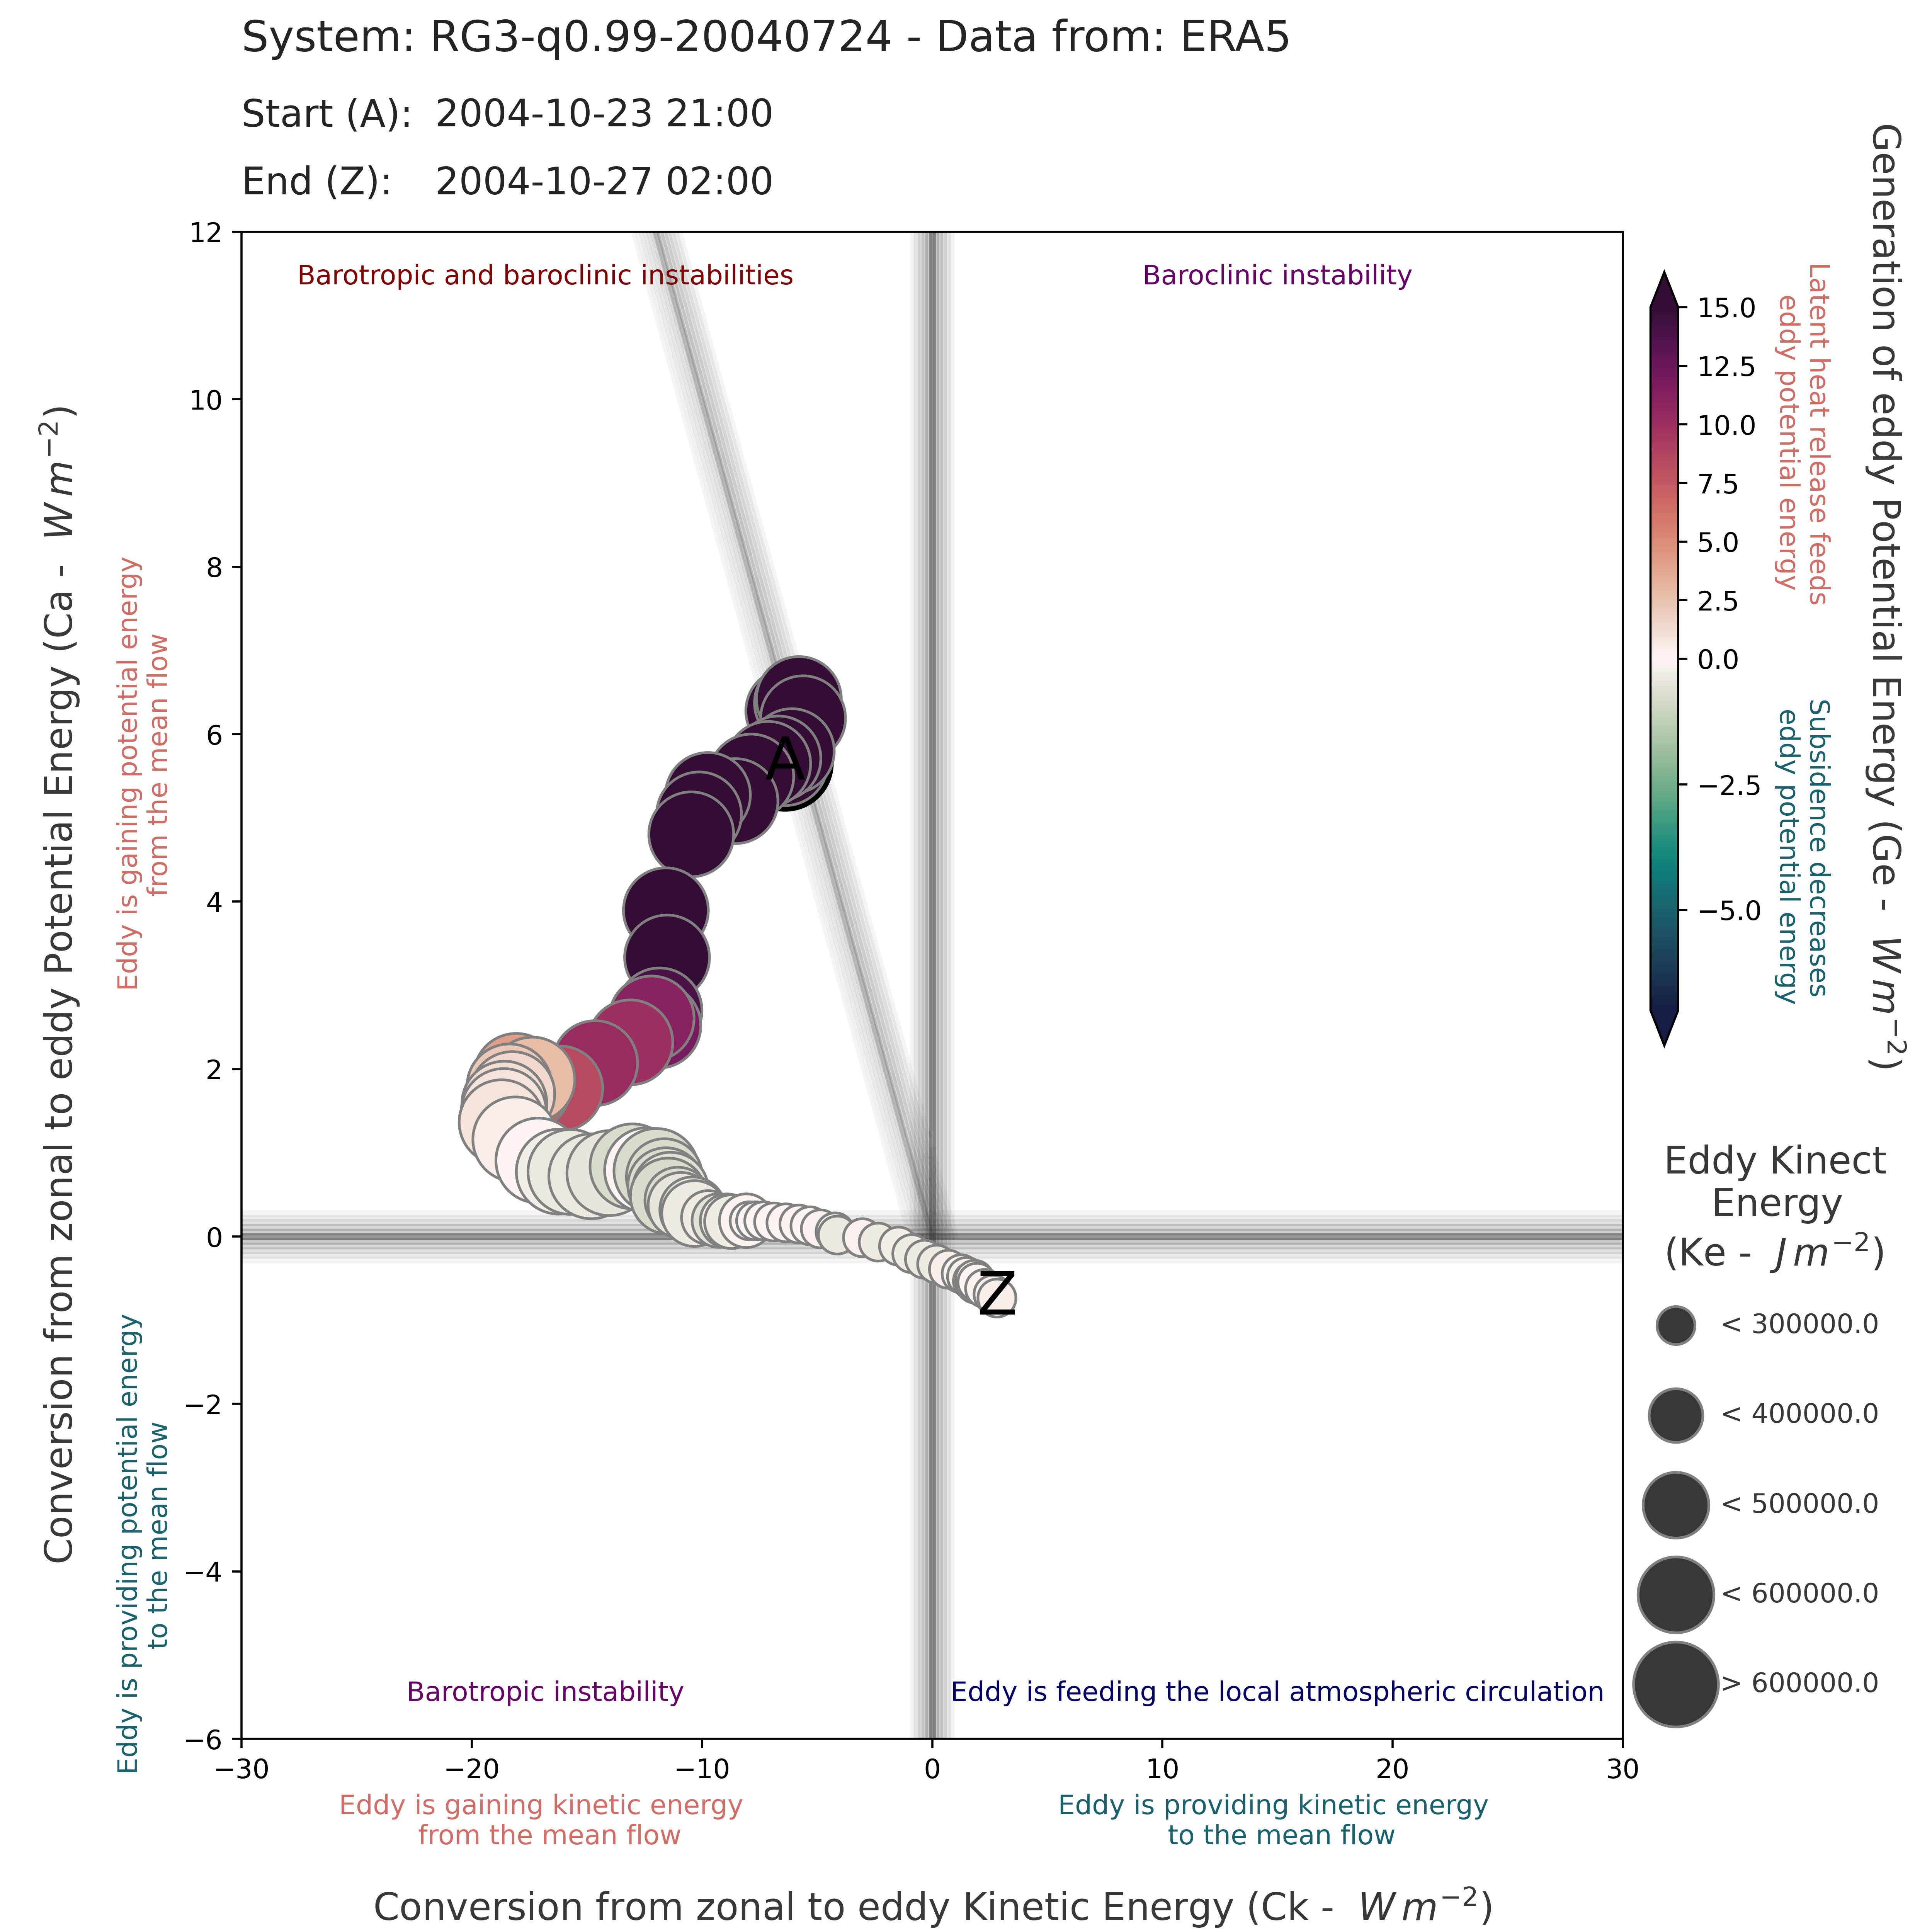 System: RG3-q0.99-20040724 - Data from: ERA5
Start (A): 2004-10-23 21:00
End (Z): 2004-10-27 02:00
Barotropic and baroclinic instabilities
Baroclinic instability
Barotropic instability
Eddy is feeding the local atmospheric circulation
A
Z
12
10
8
6
4
2
0
−2
−4
−6
−30
−20
−10
0
10
20
30
Conversion from zonal to eddy Potential Energy (Ca - W m⁻²)
Eddy is gaining potential energy
from the mean flow
Eddy is providing potential energy
to the mean flow
Eddy is gaining kinetic energy
from the mean flow
Eddy is providing kinetic energy
to the mean flow
Conversion from zonal to eddy Kinetic Energy (Ck - W m⁻²)
15.0
12.5
10.0
7.5
5.0
2.5
0.0
−2.5
−5.0
Latent heat release feeds
eddy potential energy
Subsidence decreases
eddy potential energy
Generation of eddy Potential Energy (Ge - W m⁻²)
Eddy Kinect
Energy
(Ke - J m⁻²)
< 300000.0
< 400000.0
< 500000.0
< 600000.0
> 600000.0